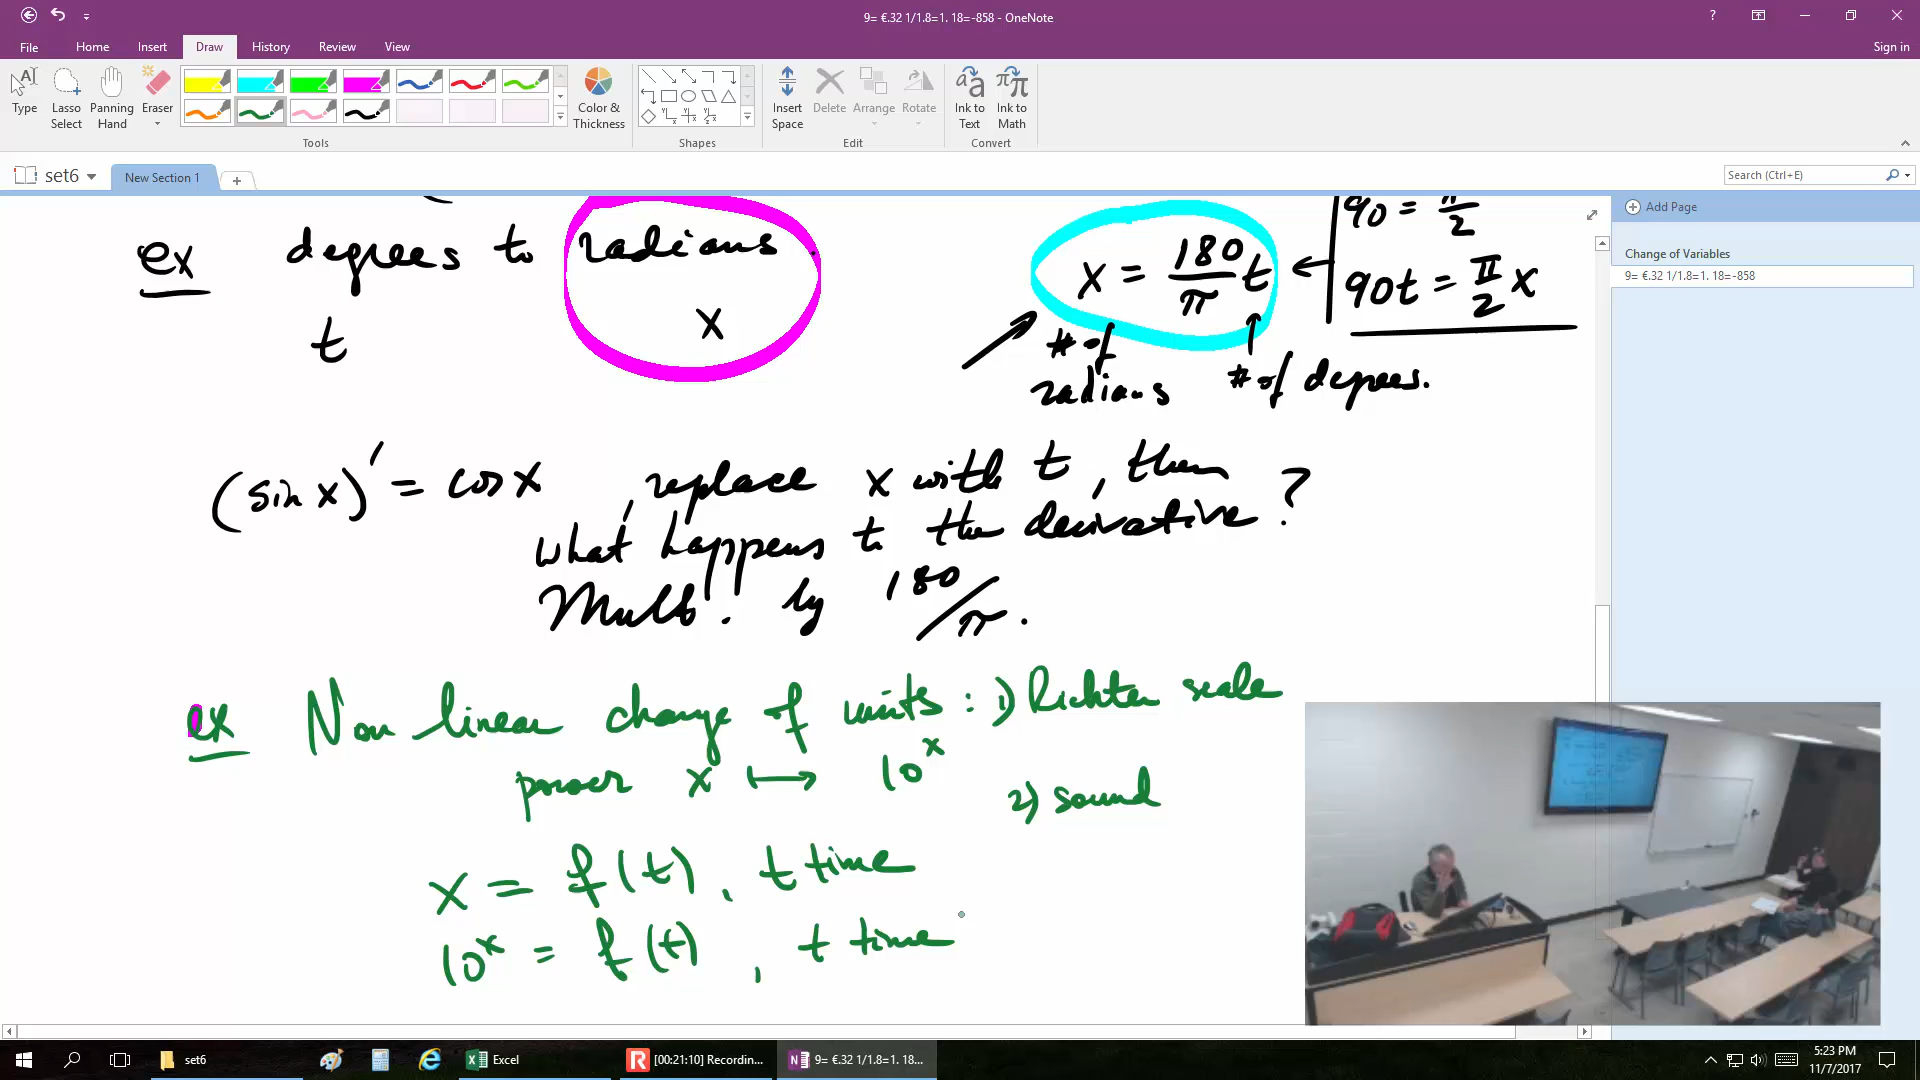 9= €.32 1/1.8=1. 18=-858 - OneNote
File Home Insert Draw History Review View
Sign in
Type
Lasso Select
Panning Hand
Eraser
Color & Thickness
Insert Space
Delete
Arrange
Rotate
Ink to Text
Ink to Math
Tools
Shapes
Edit
Convert
set6
New Section 1
Search (Ctrl+E)
Add Page
Change of Variables
9= €.32 1/1.8=1. 18=-858
ex degrees to radians
t x
x = 180/π t
# of radians
# of degrees.
90 = π/2
90t = π/2 x
(sin x)' = cos x , replace x with t, then
what happens to the derivative?
Mult. by 180/π.
ex Non linear change of units: 1) Richter scale
power x ↦ 10^x
2) sound
x = f(t), t time
10^x = f(t), t time
set6
Excel
[00:21:10] Recordin...
9= €.32 1/1.8=1. 18...
5:23 PM
11/7/2017